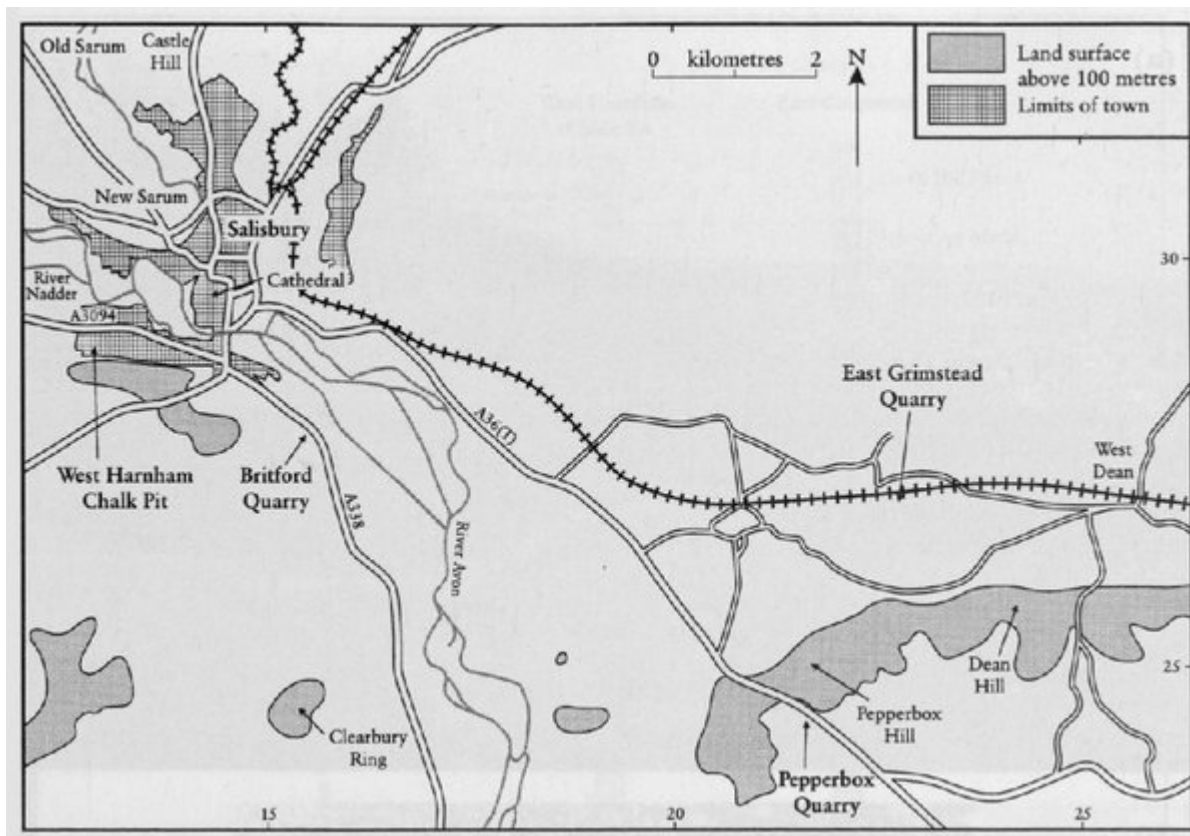 Old Sarum
Castle
Hill
0 kilometres 2
N
Land surface
above 100 metres
Limits of town
New Sarum
Salisbury
Cathedral
River
Nadder
A3094
30
East Grimstead
Quarry
A36(T)
West
Dean
West Harnham
Chalk Pit
Britford
Quarry
A338
River Avon
Dean
Hill
25
Pepperbox
Hill
Clearbury
Ring
Pepperbox
Quarry
15
20
25